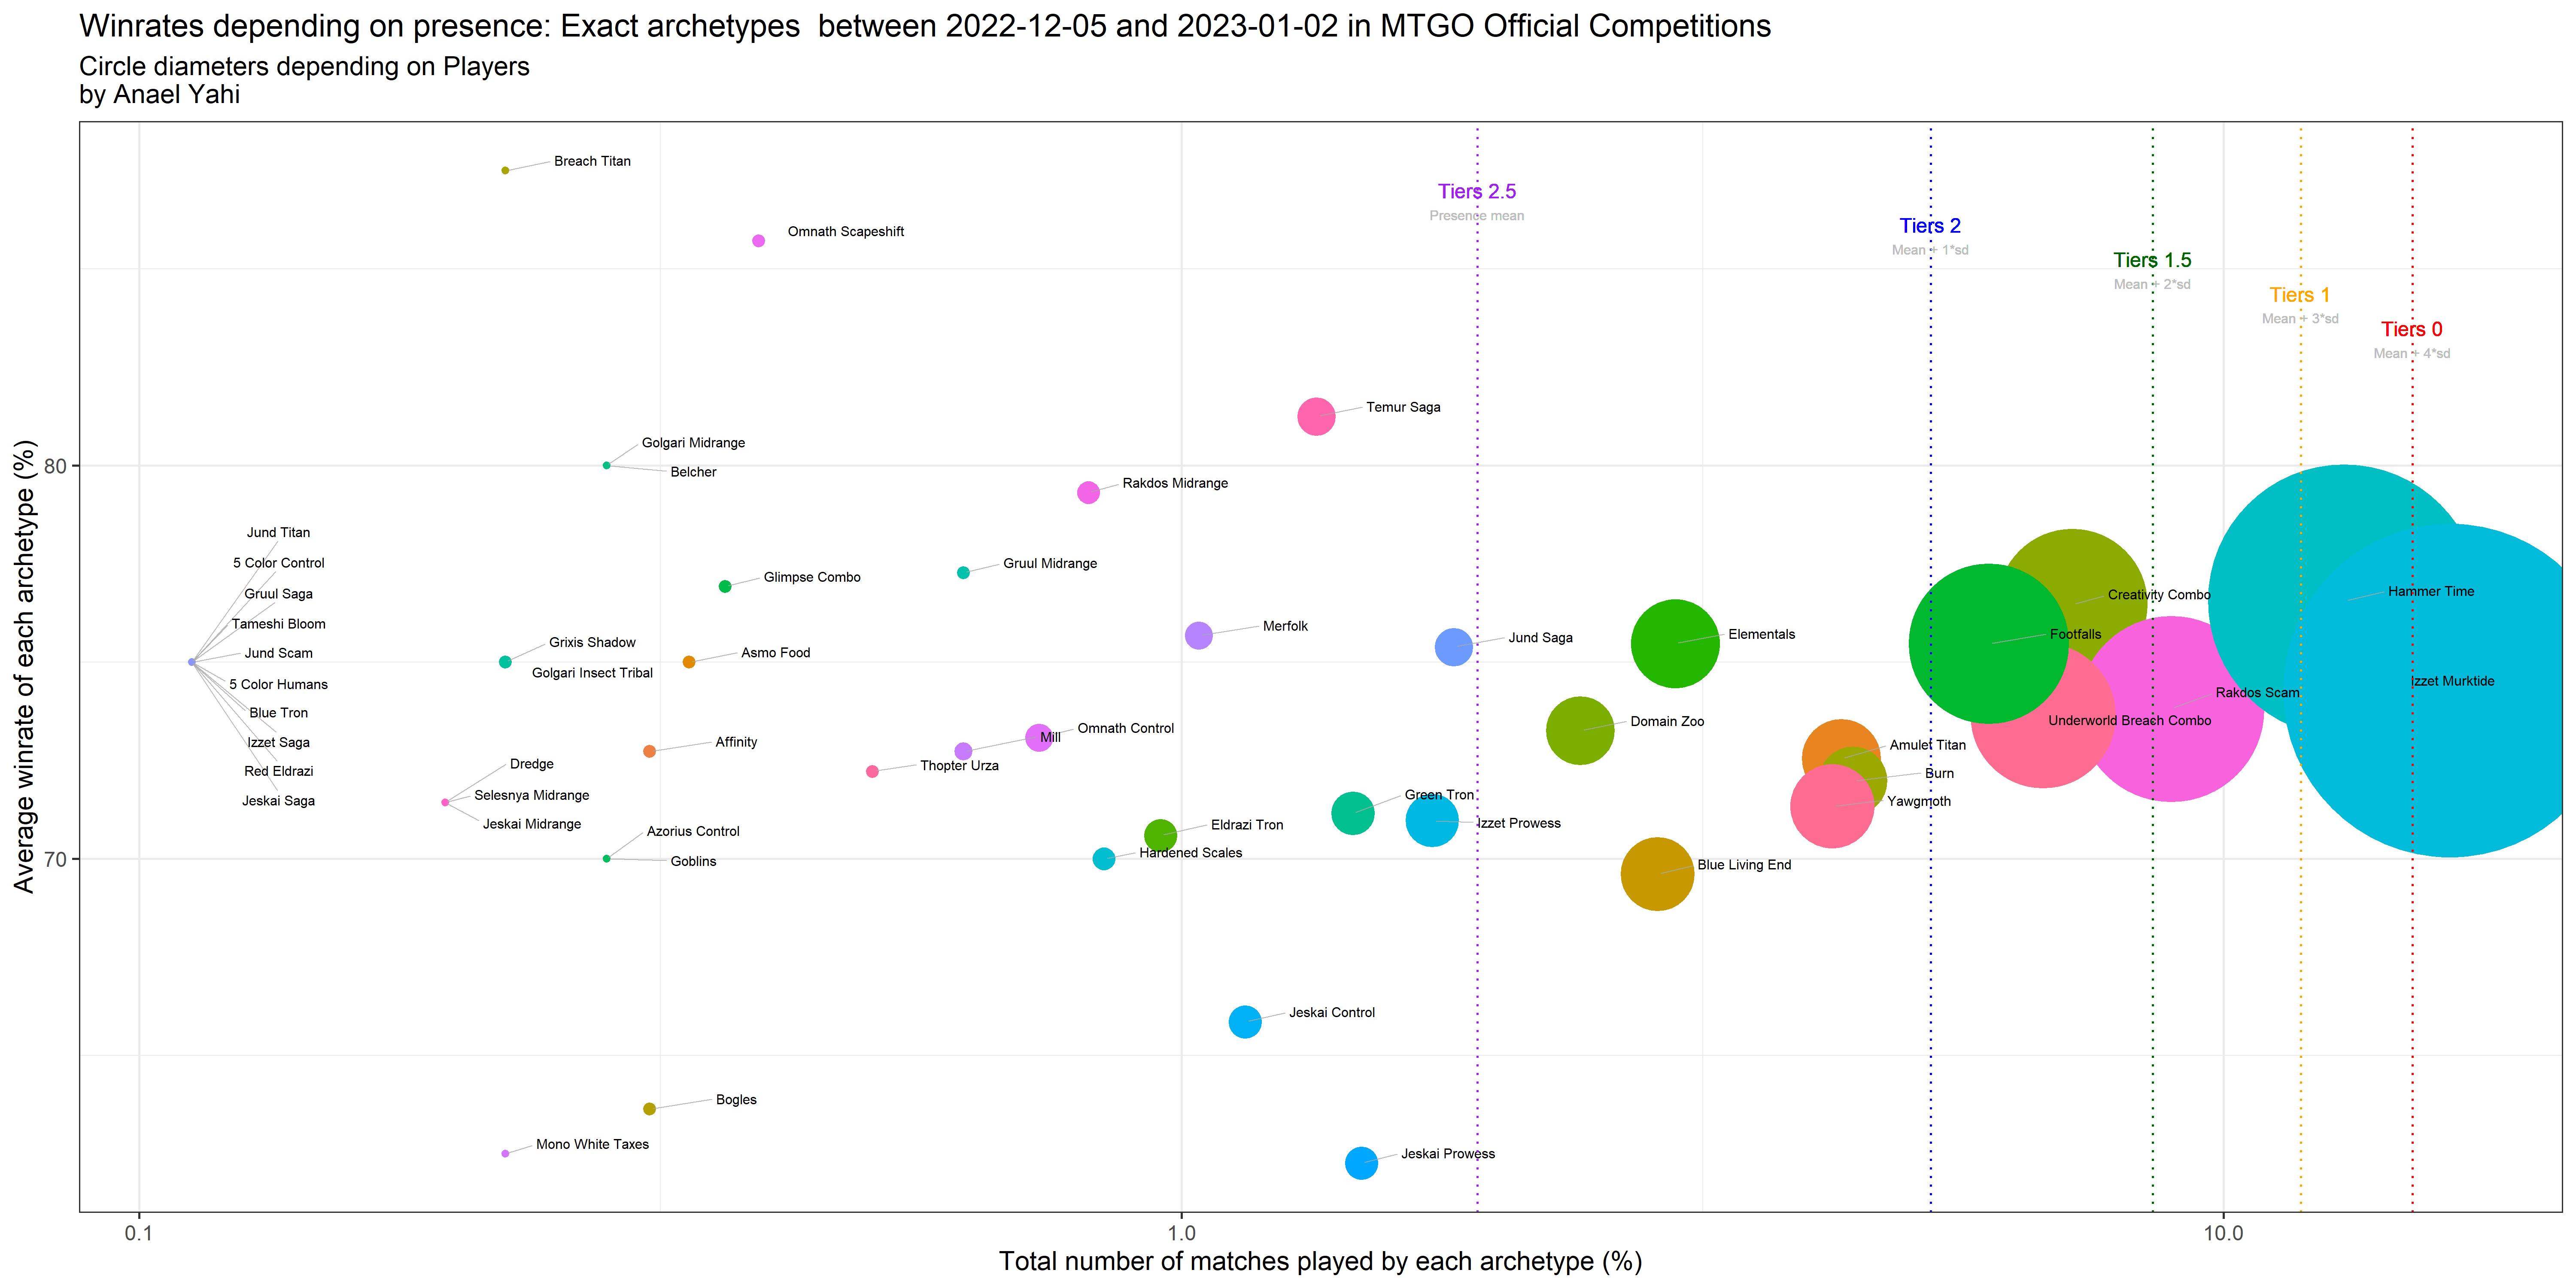 Winrates depending on presence: Exact archetypes  between 2022-12-05 and 2023-01-02 in MTGO Official Competitions
Circle diameters depending on Players
by Anael Yahi
Breach Titan
Tiers 2.5
Presence mean
Omnath Scapeshift
Tiers 2
Mean + 1*sd
Tiers 1.5
Mean + 2*sd
Tiers 1
Mean + 3*sd
Tiers 0
Mean + 4*sd
Temur Saga
Golgari Midrange
80
Belcher
Rakdos Midrange
Jund Titan
5 Color Control
Gruul Midrange
Glimpse Combo
Hammer Time
Gruul Saga
Creativity Combo
Tameshi Bloom
Merfolk
Elementals
Footfalls
Jund Saga
Grixis Shadow
Jund Scam
Asmo Food
Golgari Insect Tribal
Izzet Murktide
5 Color Humans
Rakdos Scam
Blue Tron
Underworld Breach Combo
Domain Zoo
Omnath Control
Mill
Izzet Saga
Affinity
Amulet Titan
Dredge
Thopter Urza
Red Eldrazi
Burn
Selesnya Midrange
Green Tron
Jeskai Saga
Yawgmoth
Jeskai Midrange
Eldrazi Tron
Izzet Prowess
Azorius Control
Hardened Scales
70
Goblins
Blue Living End
Jeskai Control
Bogles
Mono White Taxes
Jeskai Prowess
Average winrate of each archetype (%)
0.1
1.0
10.0
Total number of matches played by each archetype (%)